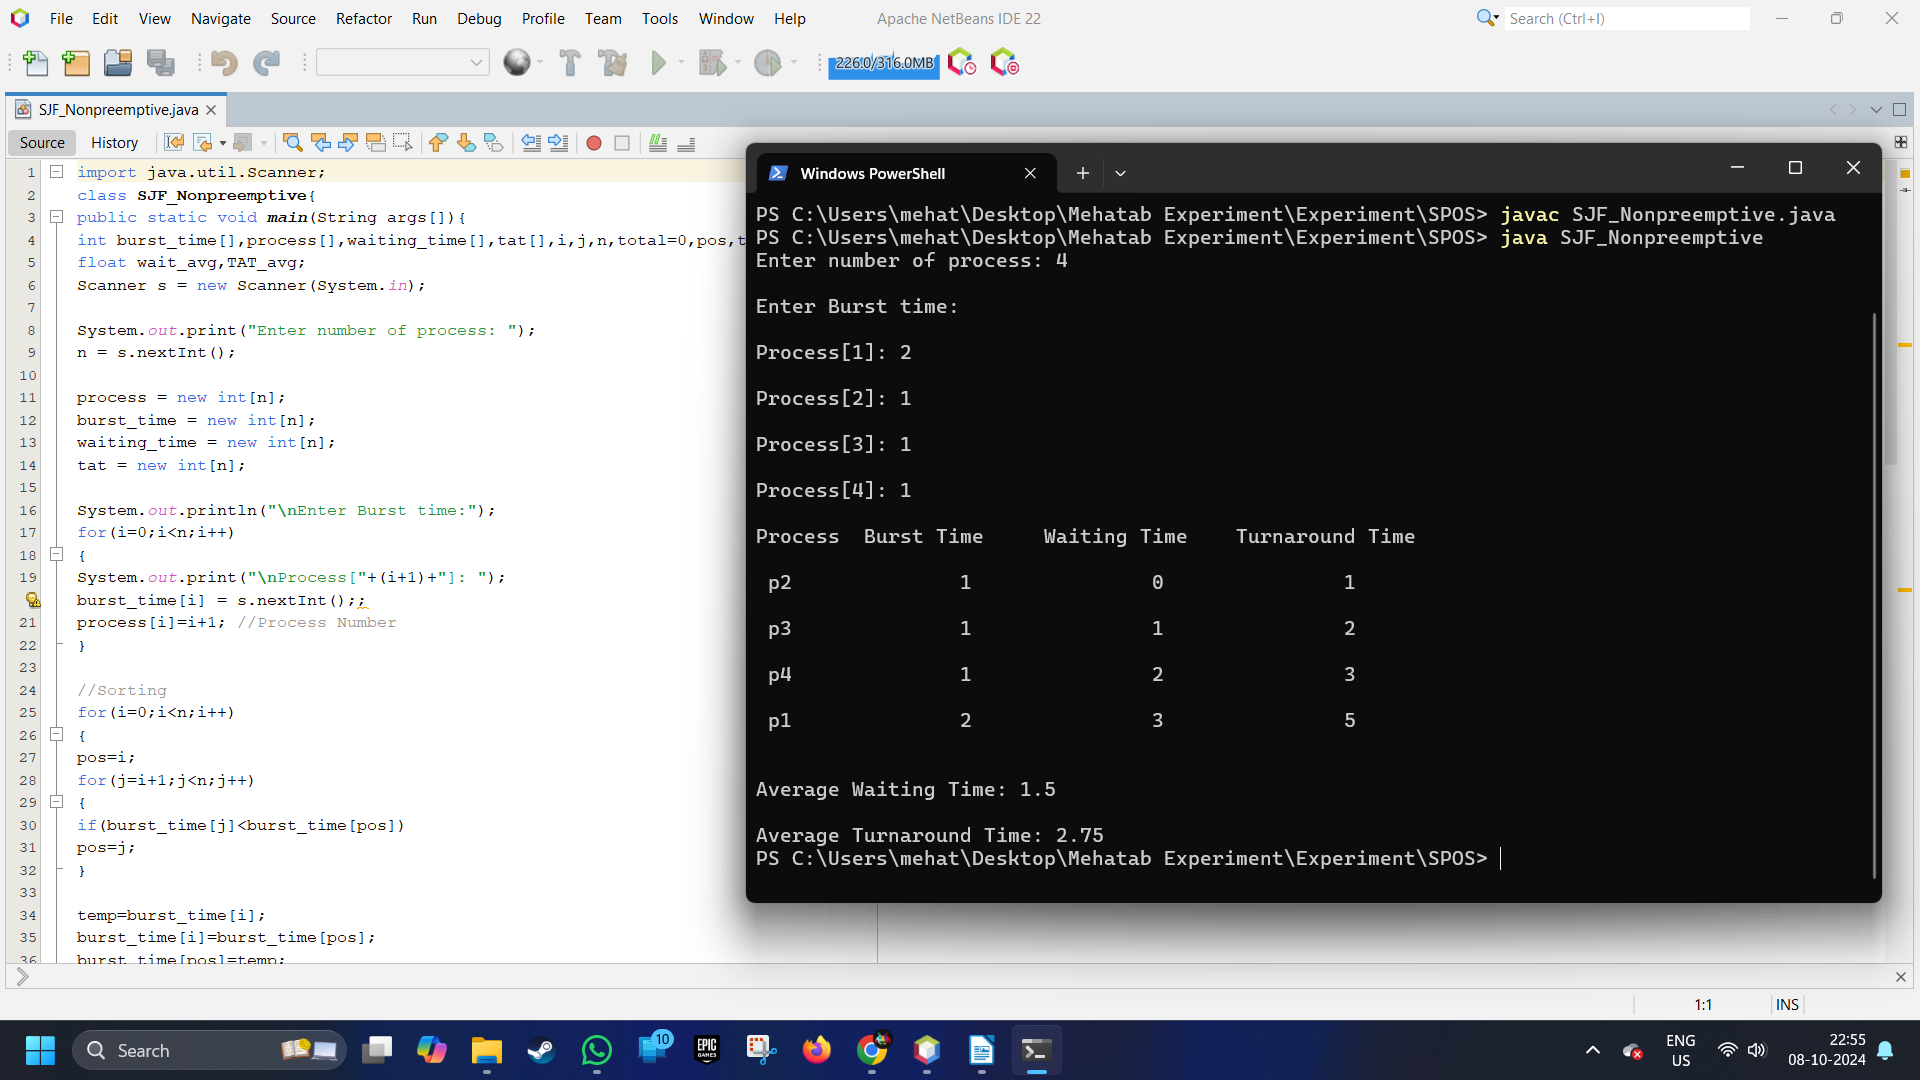 File Edit View Navigate Source Refactor Run Debug Profile Team Tools Window Help Apache NetBeans IDE 22 Search (Ctrl+I)
226.0/316.0MB
SJF_Nonpreemptive.java
Source History
1 import java.util.Scanner;
2 class SJF_Nonpreemptive{
3 public static void main(String args[]){
4 int burst_time[],process[],waiting_time[],tat[],i,j,n,total=0,pos,t
5 float wait_avg,TAT_avg;
6 Scanner s = new Scanner(System.in);
7
8 System.out.print("Enter number of process: ");
9 n = s.nextInt();
10
11 process = new int[n];
12 burst_time = new int[n];
13 waiting_time = new int[n];
14 tat = new int[n];
15
16 System.out.println("\nEnter Burst time:");
17 for(i=0;i<n;i++)
18 {
19 System.out.print("\nProcess["+(i+1)+"]: ");
burst_time[i] = s.nextInt();;
21 process[i]=i+1; //Process Number
22 }
23
24 //Sorting
25 for(i=0;i<n;i++)
26 {
27 pos=i;
28 for(j=i+1;j<n;j++)
29 {
30 if(burst_time[j]<burst_time[pos])
31 pos=j;
32 }
33
34 temp=burst_time[i];
35 burst_time[i]=burst_time[pos];
36 burst_time[pos]=temp;
Windows PowerShell
PS C:\Users\mehat\Desktop\Mehatab Experiment\Experiment\SPOS> javac SJF_Nonpreemptive.java
PS C:\Users\mehat\Desktop\Mehatab Experiment\Experiment\SPOS> java SJF_Nonpreemptive
Enter number of process: 4
Enter Burst time:
Process[1]: 2
Process[2]: 1
Process[3]: 1
Process[4]: 1
Process Burst Time Waiting Time Turnaround Time
p2 1 0 1
p3 1 1 2
p4 1 2 3
p1 2 3 5
Average Waiting Time: 1.5
Average Turnaround Time: 2.75
PS C:\Users\mehat\Desktop\Mehatab Experiment\Experiment\SPOS>
1:1 INS
Search
10
EPIC GAMES
ENG
US
22:55
08-10-2024